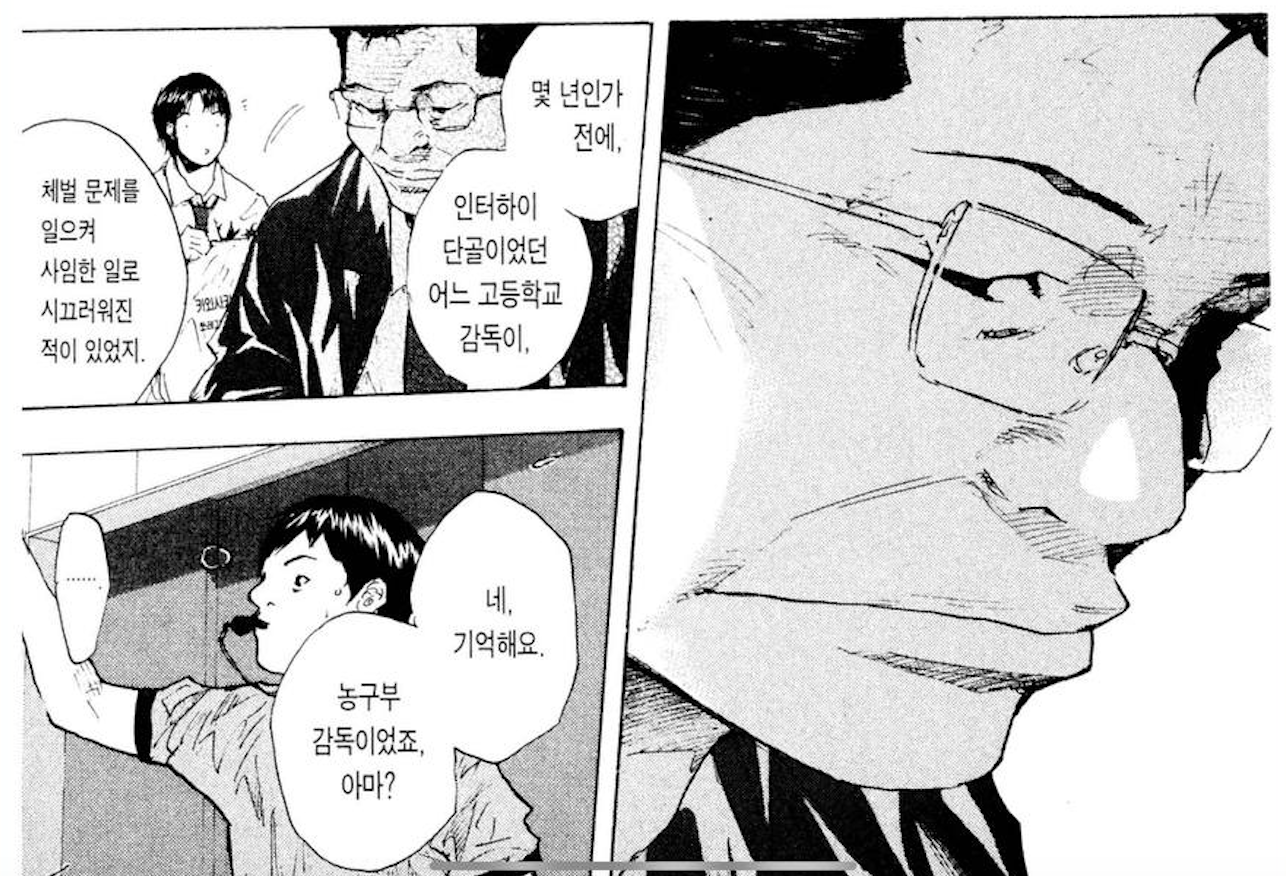 몇 년인가
전에,
인터하이
단골이었던
어느 고등학교
감독이,
체벌 문제를
일으켜
사임한 일로
시끄러워진
적이 있었지.
네,
기억해요.
농구부
감독이었죠,
아마?
.......